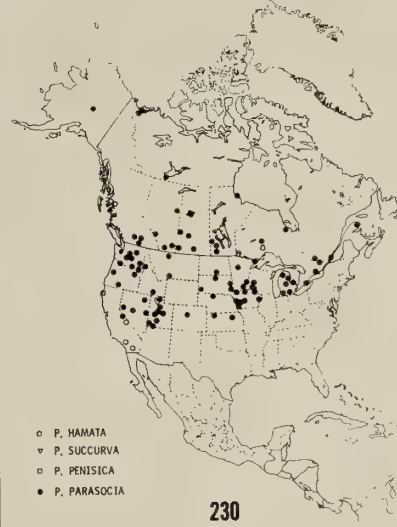 P. HAMATA
P. SUCCURVA
P. PENISICA
P. PARASOCIA
230